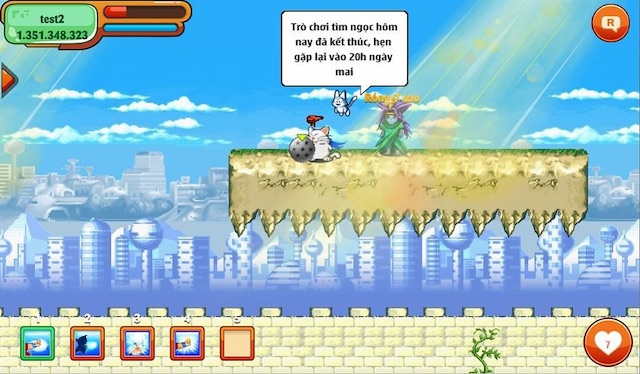 test2
1.351.348.323
R
Trò chơi tìm ngọc hôm
nay đã kết thúc, hẹn
gặp lại vào 20h ngày
mai
1
2
3
4
5
7